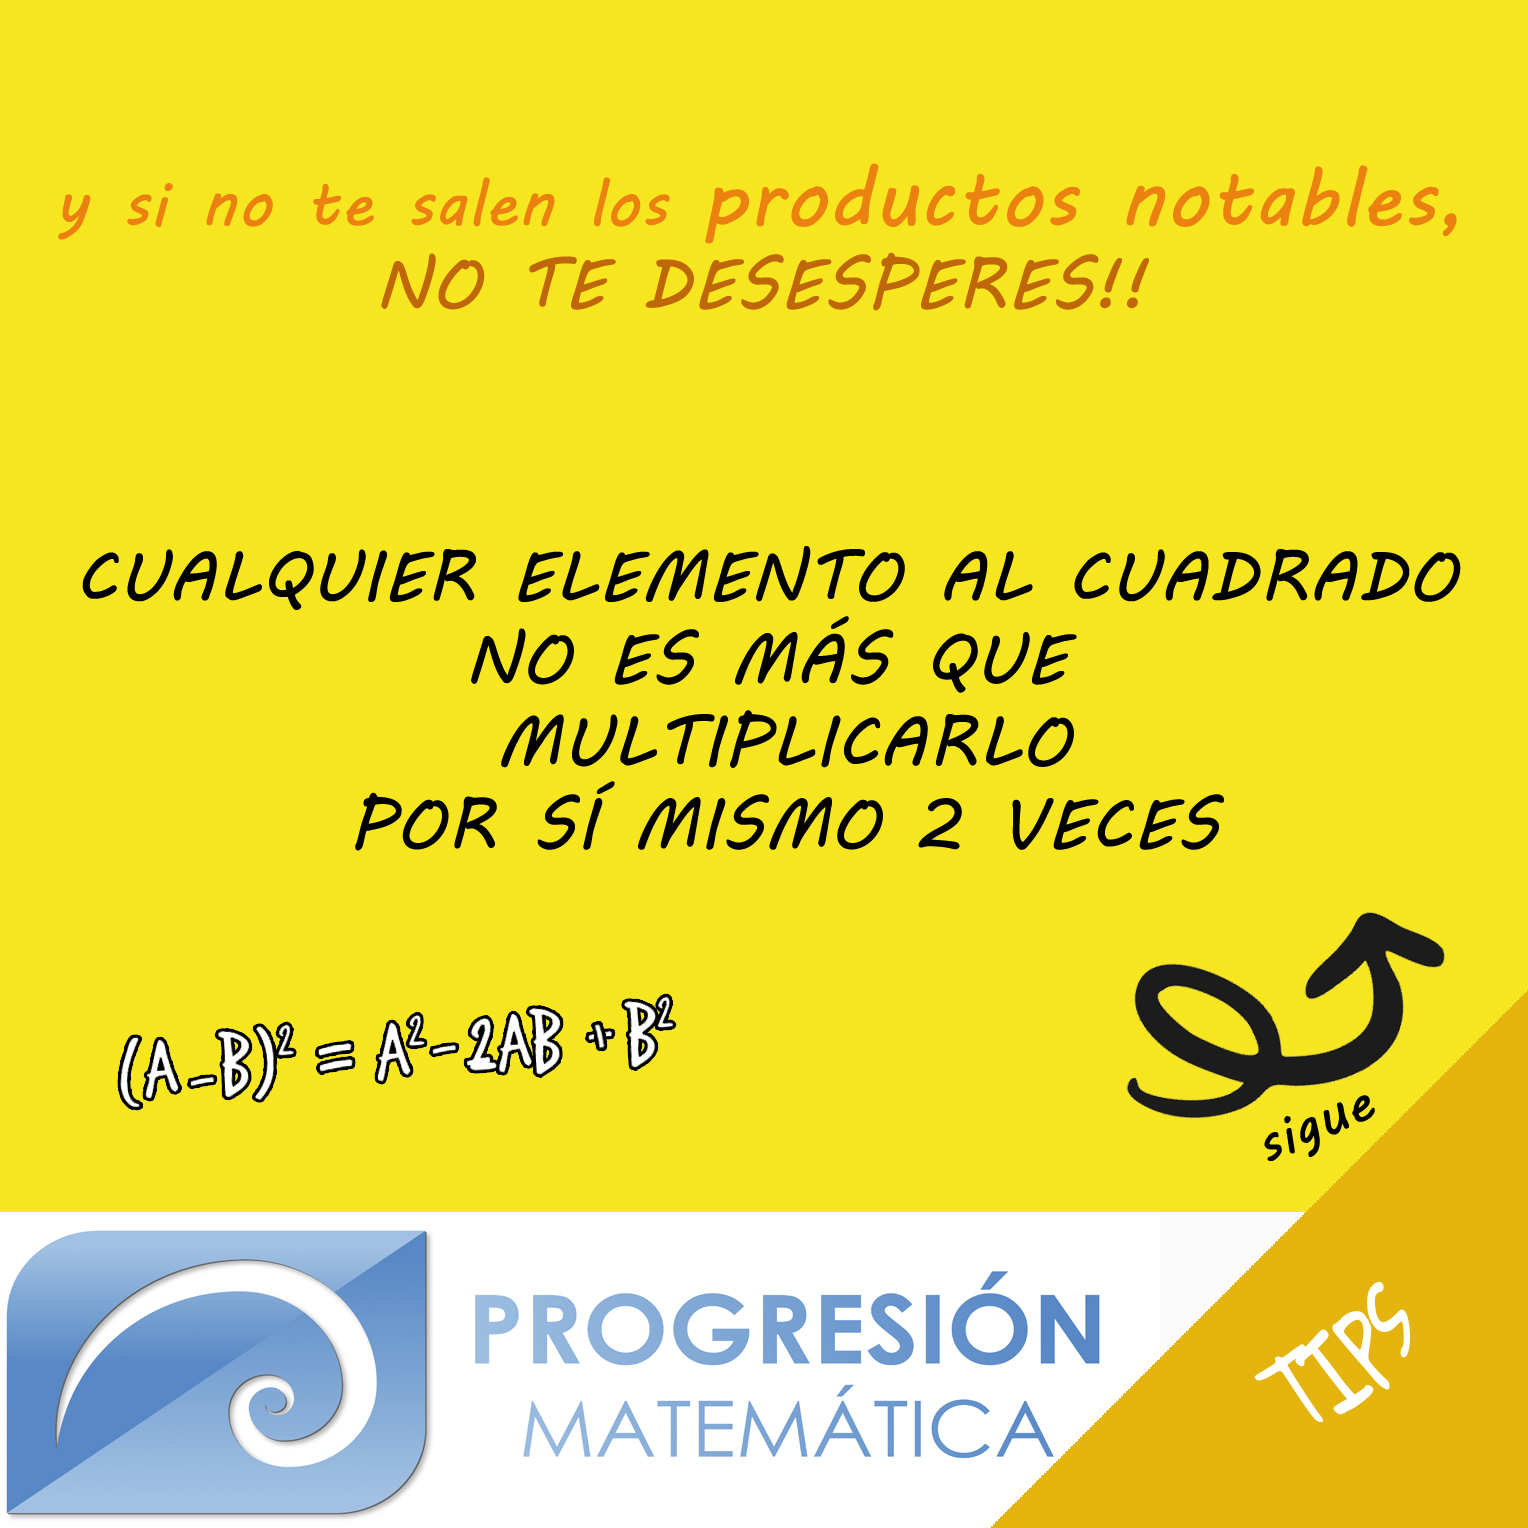 y si no te salen los productos notables,
NO TE DESESPERES!!
CUALQUIER ELEMENTO AL CUADRADO
NO ES MÁS QUE
MULTIPLICARLO
POR SÍ MISMO 2 VECES
(A-B)² = A²-2AB+B²
sigue
PROGRESIÓN
MATEMÁTICA
TIPS